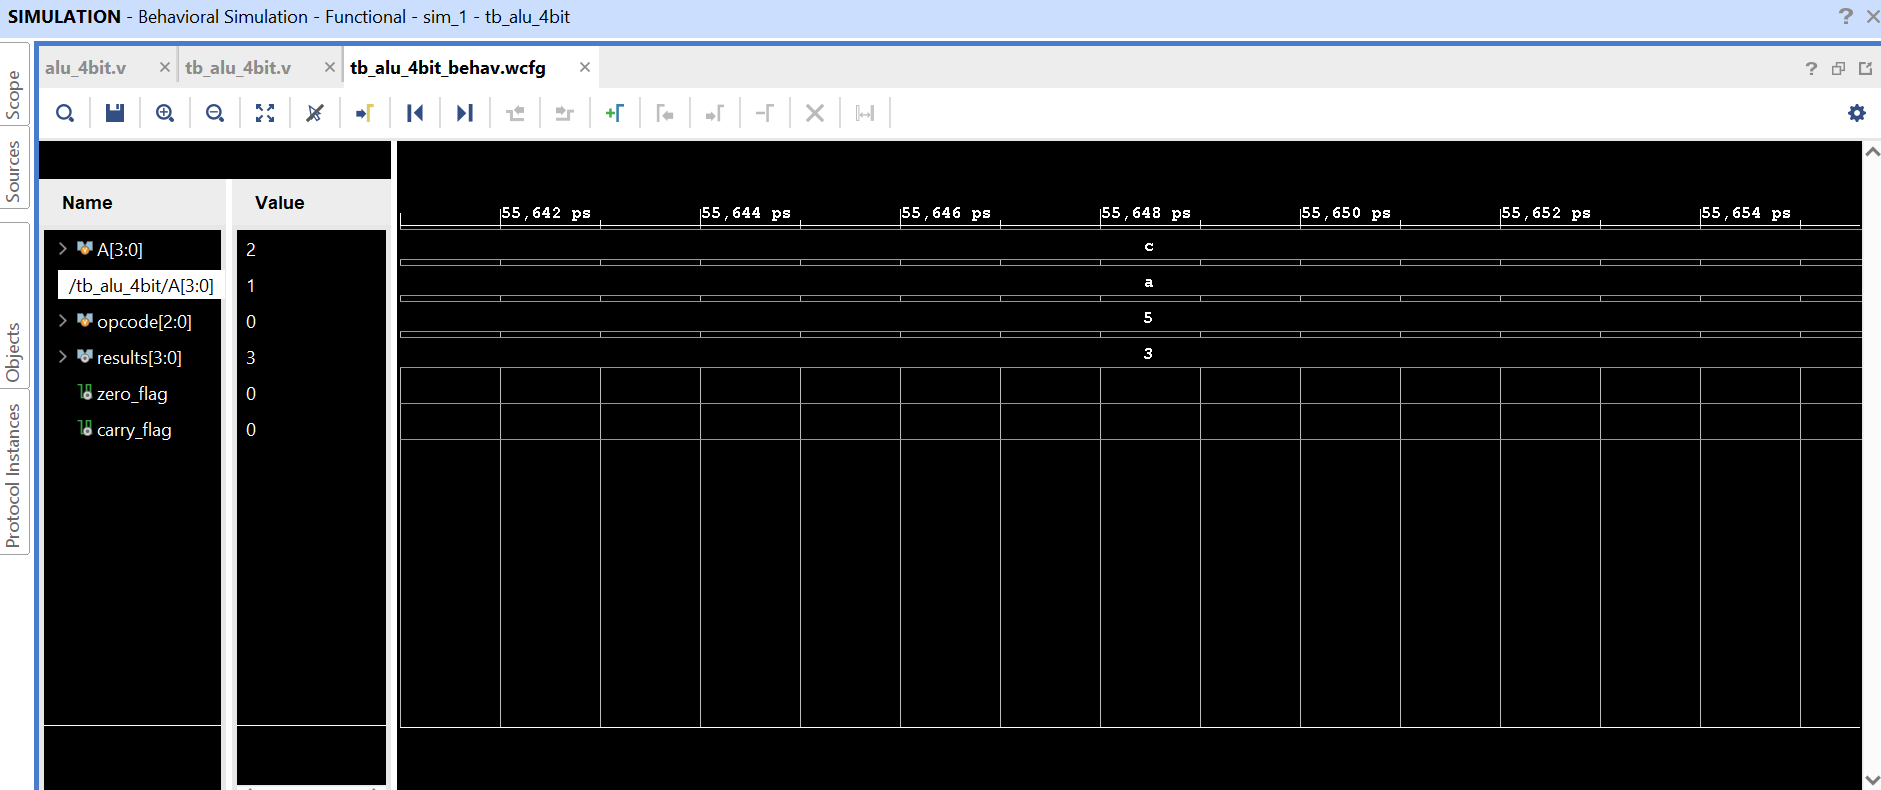 SIMULATION - Behavioral Simulation - Functional - sim_1 - tb_alu_4bit
? ×
Scope
Sources
Objects
Protocol Instances
alu_4bit.v × tb_alu_4bit.v × tb_alu_4bit_behav.wcfg ×
?
Name Value
55,642 ps 55,644 ps 55,646 ps 55,648 ps 55,650 ps 55,652 ps 55,654 ps
A[3:0] 2 c
/tb_alu_4bit/A[3:0] 1 a
opcode[2:0] 0 5
results[3:0] 3 3
zero_flag 0
carry_flag 0